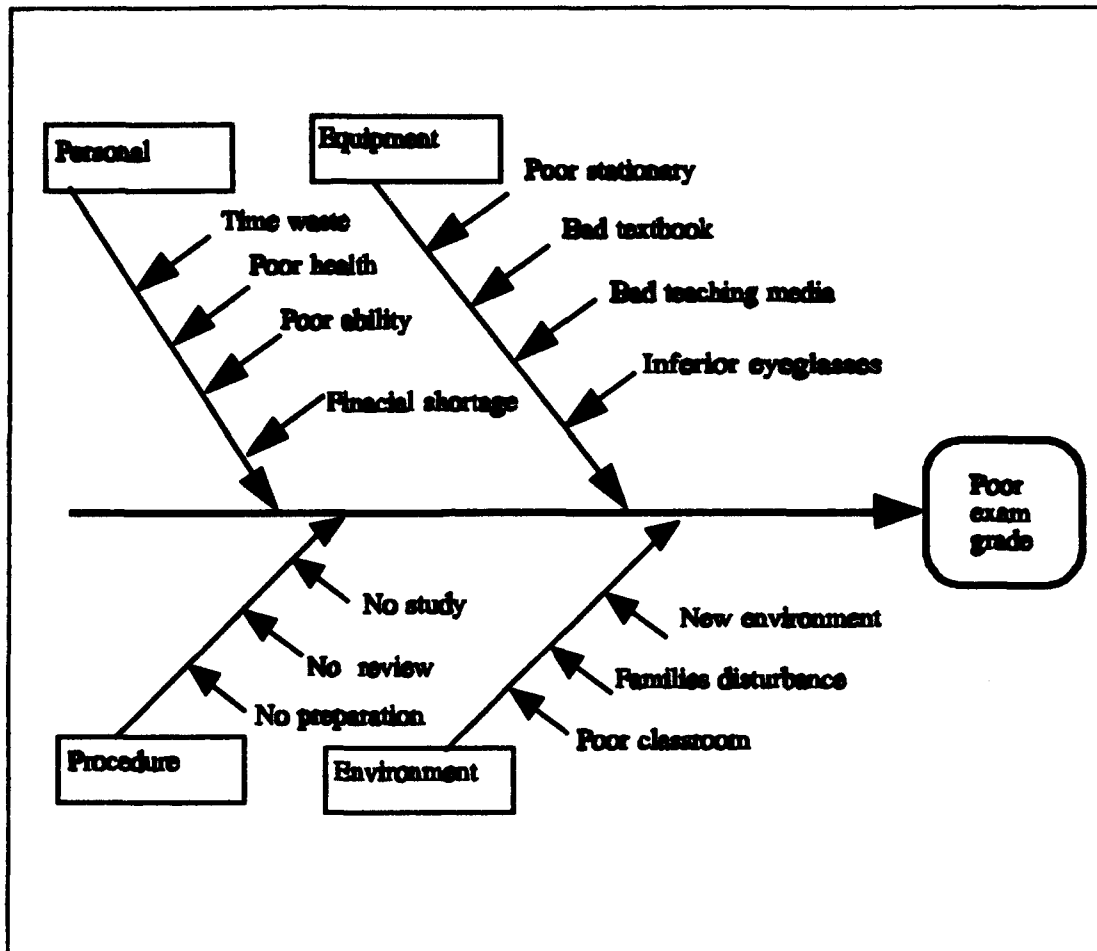 Personal
Equipment
Poor stationary
Time waste
Bad textbook
Poor health
Bad teaching media
Poor ability
Inferior eyeglasses
Finacial shortage
Poor
exam
grade
No study
New environment
No review
Families disturbance
No preparation
Poor classroom
Procedure
Environment